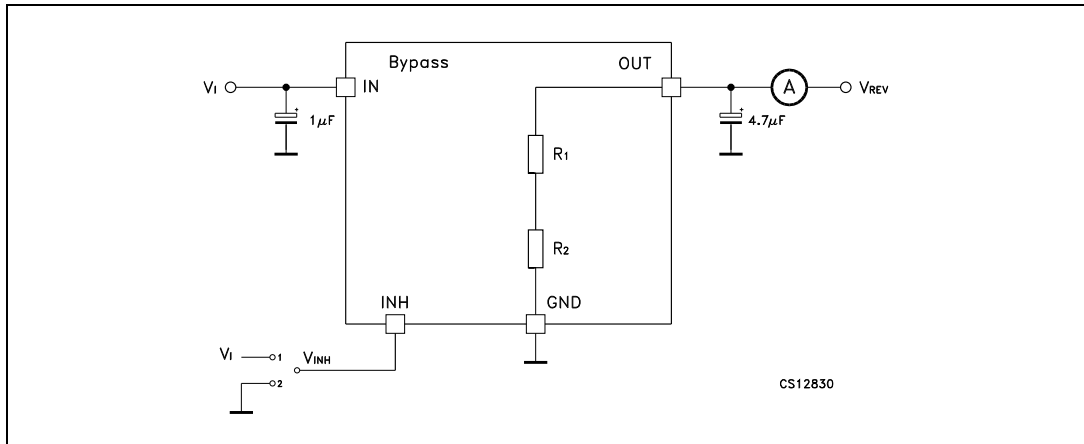 Bypass
OUT
VI
IN
A
VREV
+
1µF
+
4.7µF
R1
R2
INH
GND
VI
1
VINH
2
CS12830